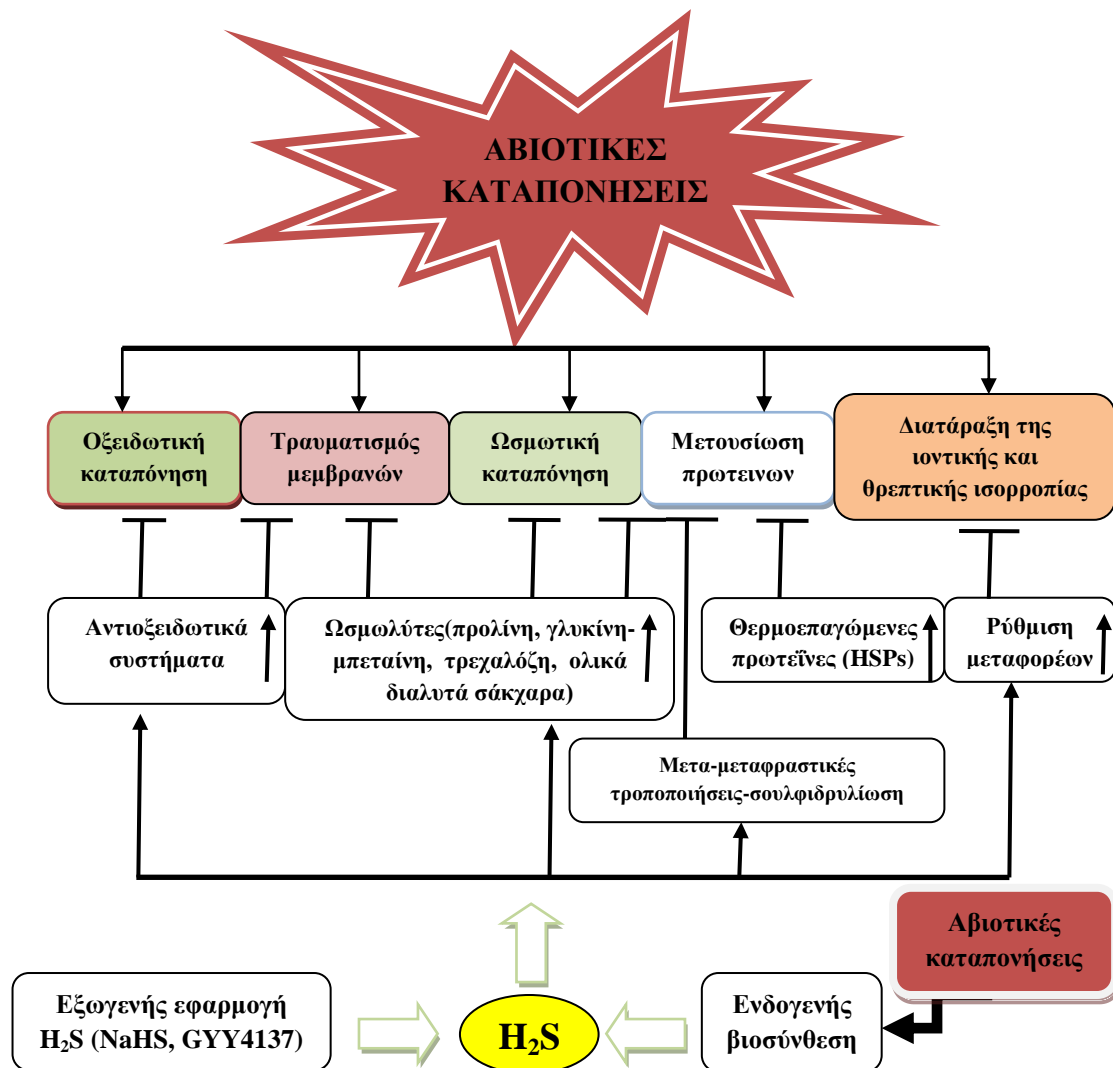 ΑΒΙΟΤΙΚΕΣ
ΚΑΤΑΠΟΝΗΣΕΙΣ
Οξειδωτική
καταπόνηση
Τραυματισμός
μεμβρανών
Ωσμωτική
καταπόνηση
Μετουσίωση
πρωτεινων
Διατάραξη της
ιοντικής και
θρεπτικής ισορροπίας
Αντιοξειδωτικά
συστήματα
Ωσμωλύτες(προλίνη, γλυκίνη-
μπεταίνη, τρεχαλόζη, ολικά
διαλυτά σάκχαρα)
Θερμοεπαγώμενες
πρωτεΐνες (HSPs)
Ρύθμιση
μεταφορέων
Μετα-μεταφραστικές
τροποποιήσεις-σουλφιδρυλίωση
Αβιοτικές
καταπονήσεις
Εξωγενής εφαρμογή
H₂S (NaHS, GYY4137)
H₂S
Ενδογενής
βιοσύνθεση